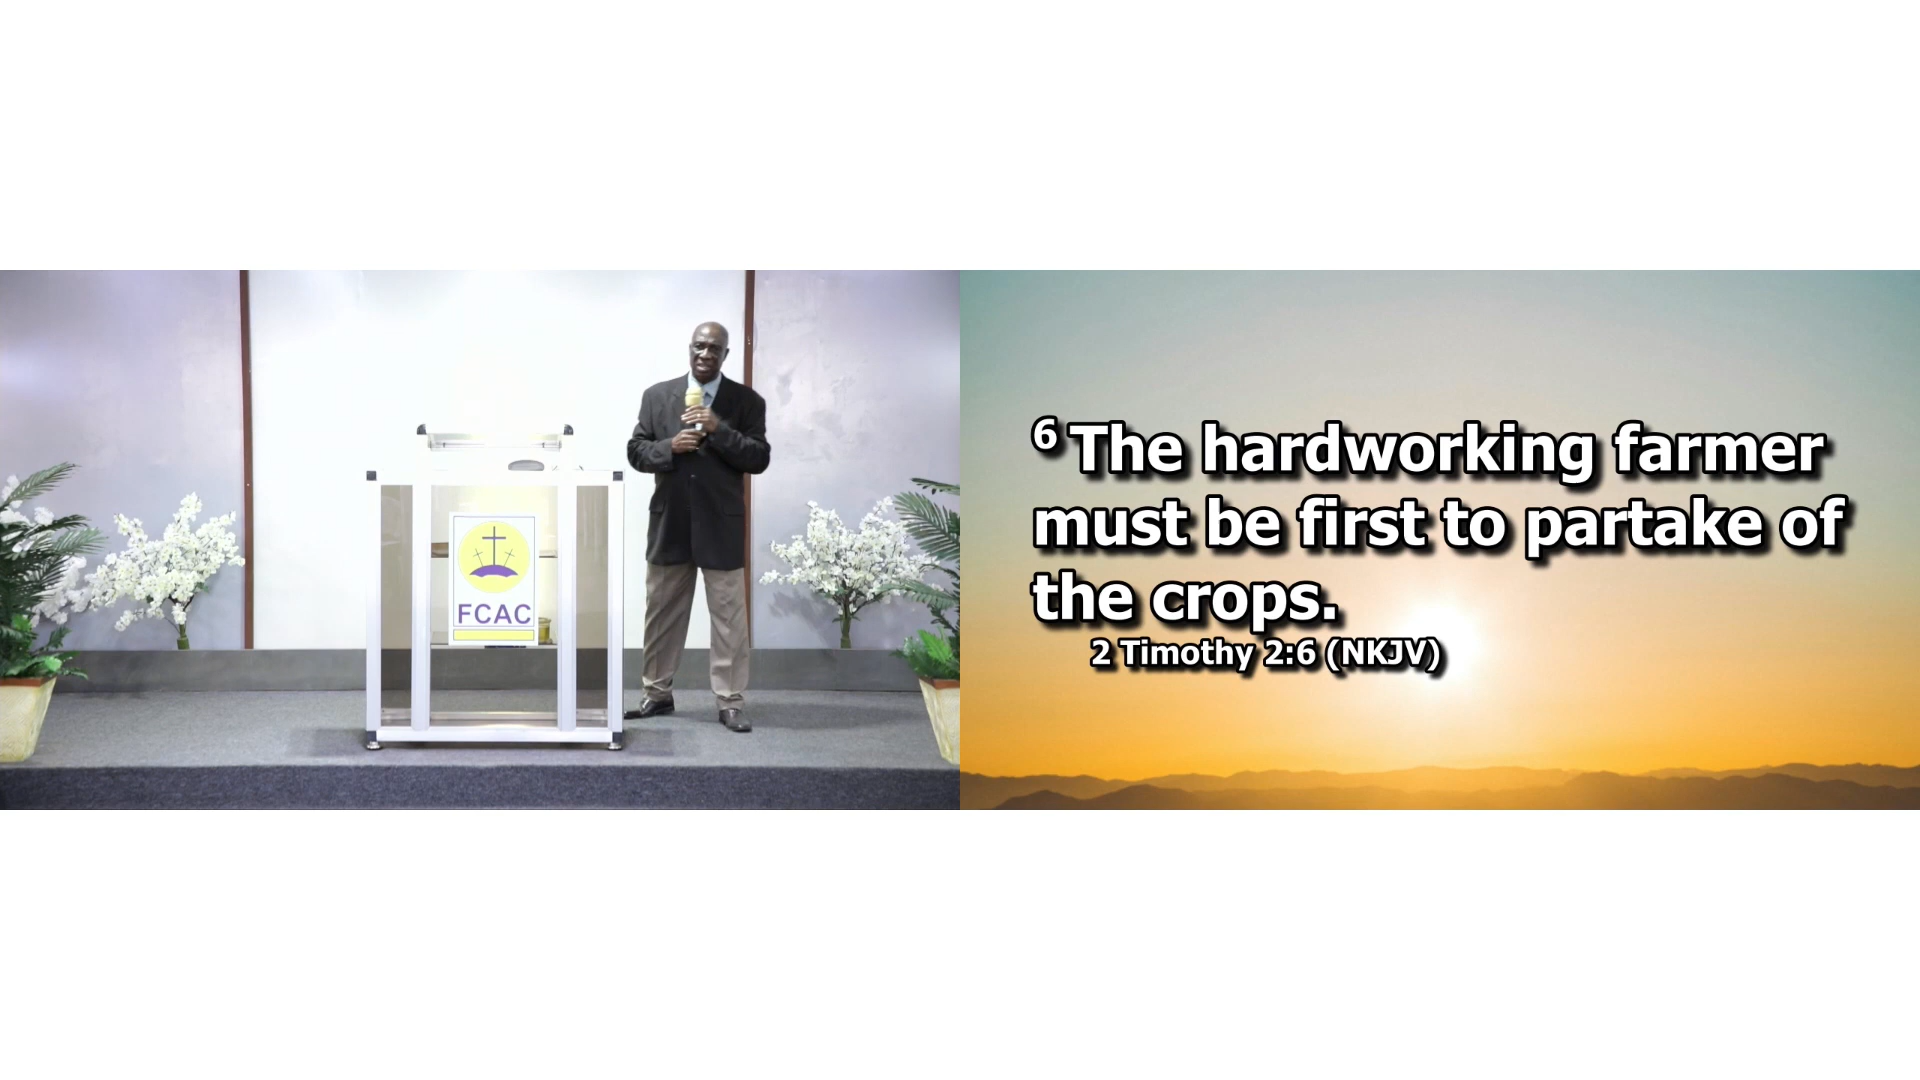 FCAC
6 The hardworking farmer
must be first to partake of
the crops.
2 Timothy 2:6 (NKJV)